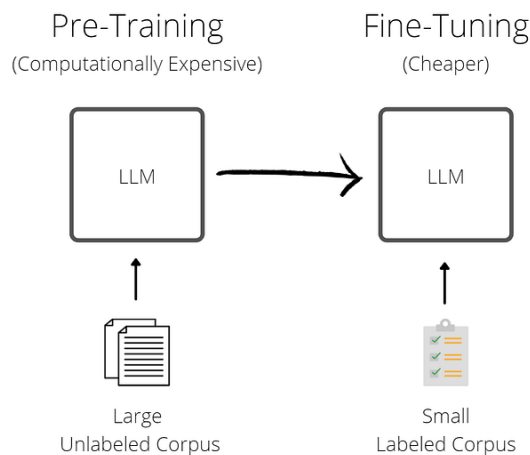 Pre-Training
(Computationally Expensive)
Fine-Tuning
(Cheaper)
LLM
LLM
Large
Unlabeled Corpus
Small
Labeled Corpus